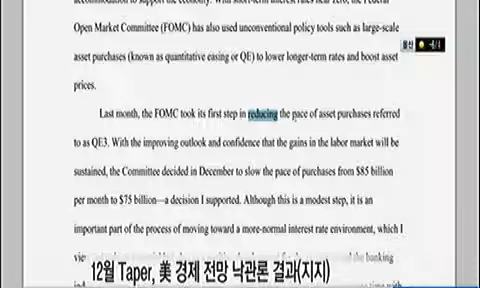 accommodation to support the economy. With short-term interest rates near zero, the Federal
Open Market Committee (FOMC) has also used unconventional policy tools such as large-scale
asset purchases (known as quantitative easing or QE) to lower longer-term rates and boost asset
prices.
울산 -4/4
Last month, the FOMC took its first step in reducing the pace of asset purchases referred
to as QE3. With the improving outlook and confidence that the gains in the labor market will be
sustained, the Committee decided in December to slow the pace of purchases from $85 billion
per month to $75 billion—a decision I supported. Although this is a modest step, it is an
important part of the process of moving toward a more-normal interest rate environment, which I
banking
12월 Taper, 美 경제 전망 낙관론 결과(지지)
time with